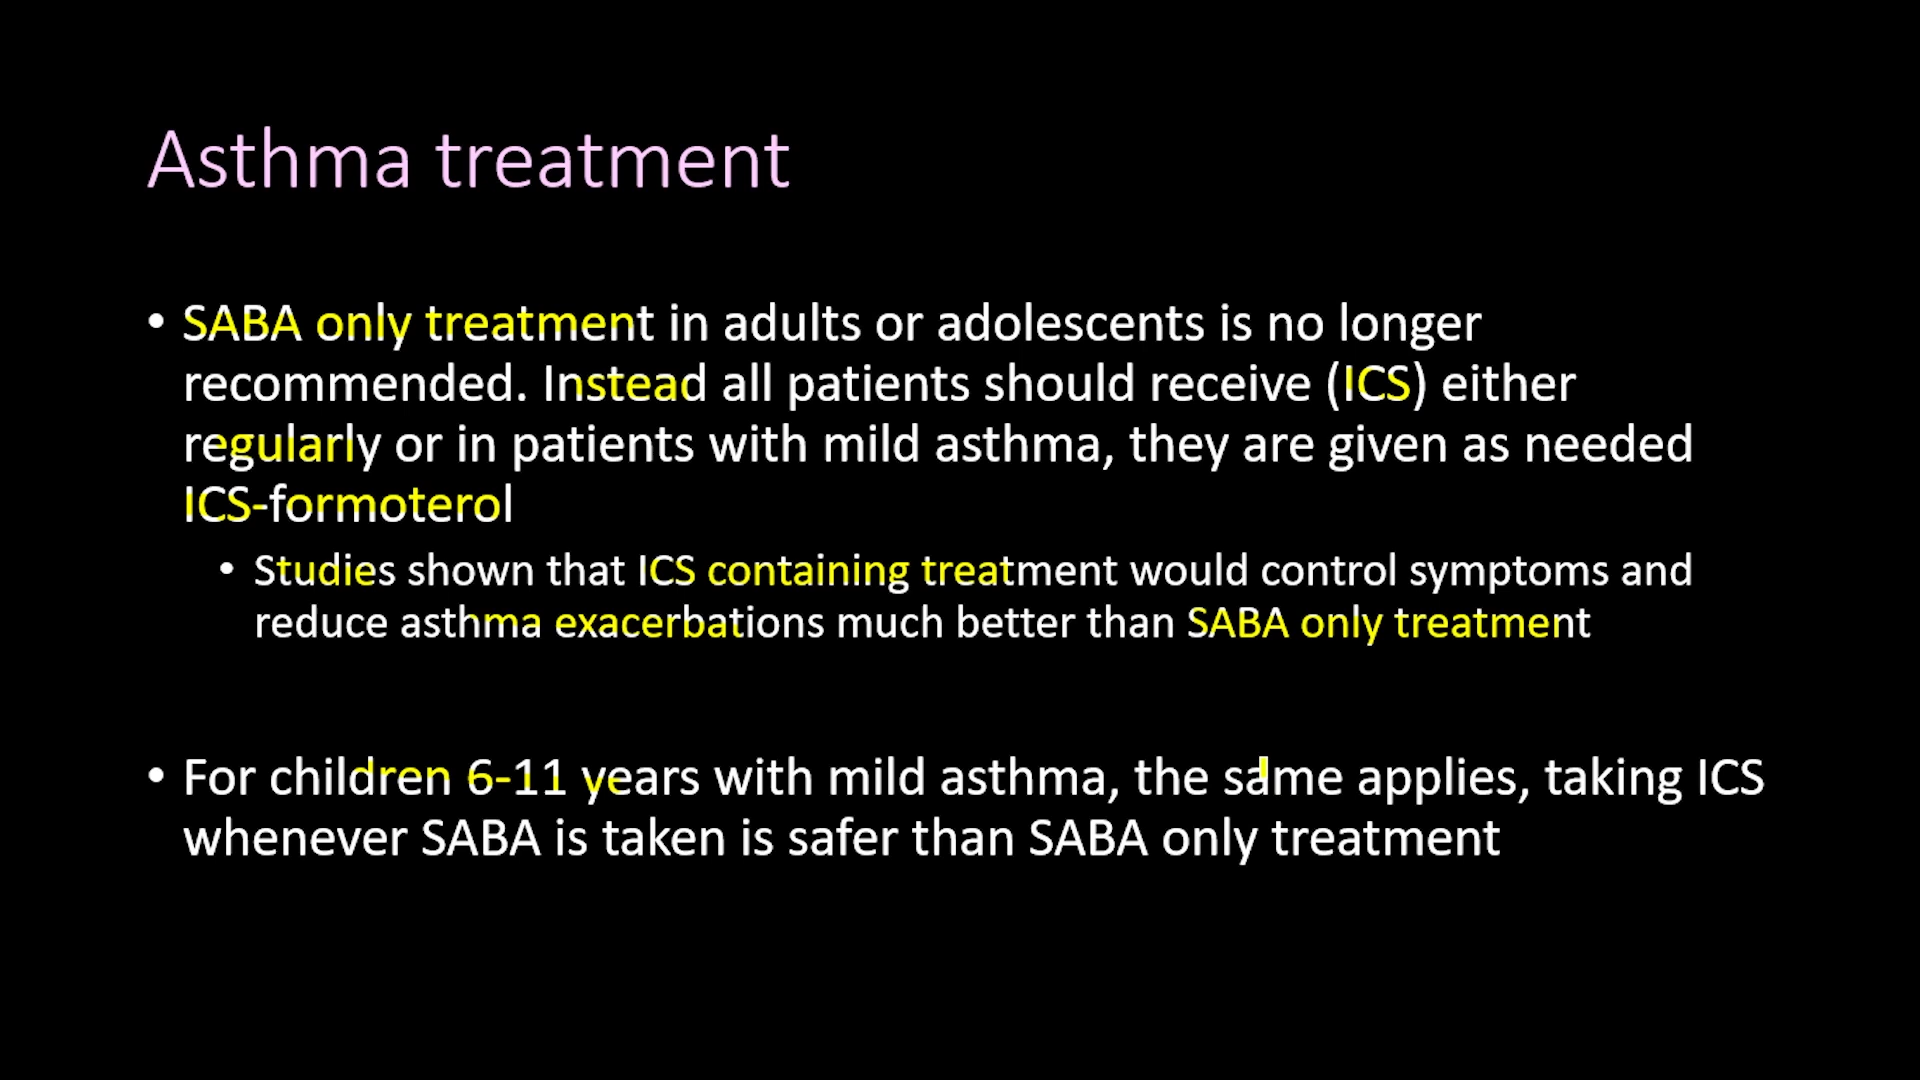 Asthma treatment
• SABA only treatment in adults or adolescents is no longer
recommended. Instead all patients should receive (ICS) either
regularly or in patients with mild asthma, they are given as needed
ICS-formoterol
• Studies shown that ICS containing treatment would control symptoms and
reduce asthma exacerbations much better than SABA only treatment
• For children 6-11 years with mild asthma, the same applies, taking ICS
whenever SABA is taken is safer than SABA only treatment